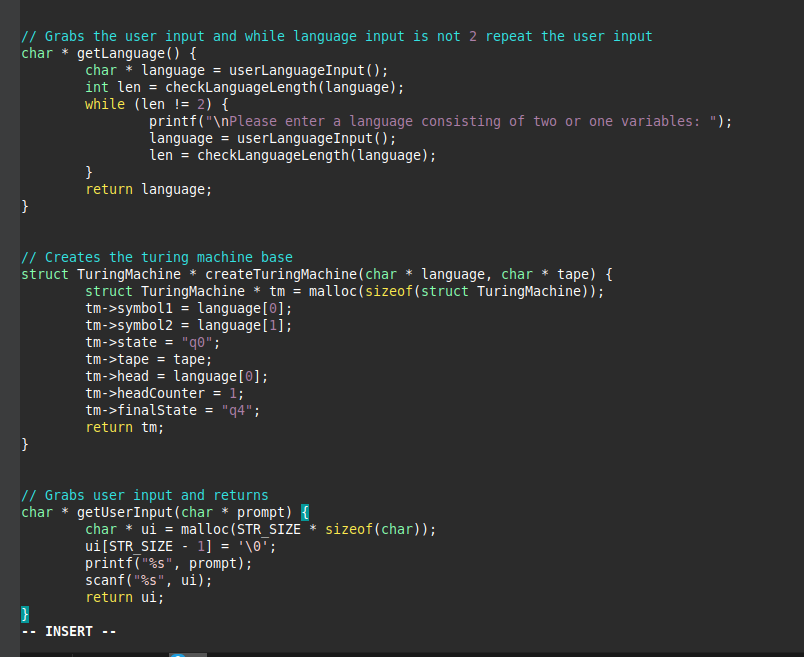 // Grabs the user input and while language input is not 2 repeat the user input
char * getLanguage() {
        char * language = userLanguageInput();
        int len = checkLanguageLength(language);
        while (len != 2) {
                printf("\nPlease enter a language consisting of two or one variables: ");
                language = userLanguageInput();
                len = checkLanguageLength(language);
        }
        return language;
}
// Creates the turing machine base
struct TuringMachine * createTuringMachine(char * language, char * tape) {
        struct TuringMachine * tm = malloc(sizeof(struct TuringMachine));
        tm->symbol1 = language[0];
        tm->symbol2 = language[1];
        tm->state = "q0";
        tm->tape = tape;
        tm->head = language[0];
        tm->headCounter = 1;
        tm->finalState = "q4";
        return tm;
}
// Grabs user input and returns
char * getUserInput(char * prompt) {
        char * ui = malloc(STR_SIZE * sizeof(char));
        ui[STR_SIZE - 1] = '\0';
        printf("%s", prompt);
        scanf("%s", ui);
        return ui;
}
-- INSERT --